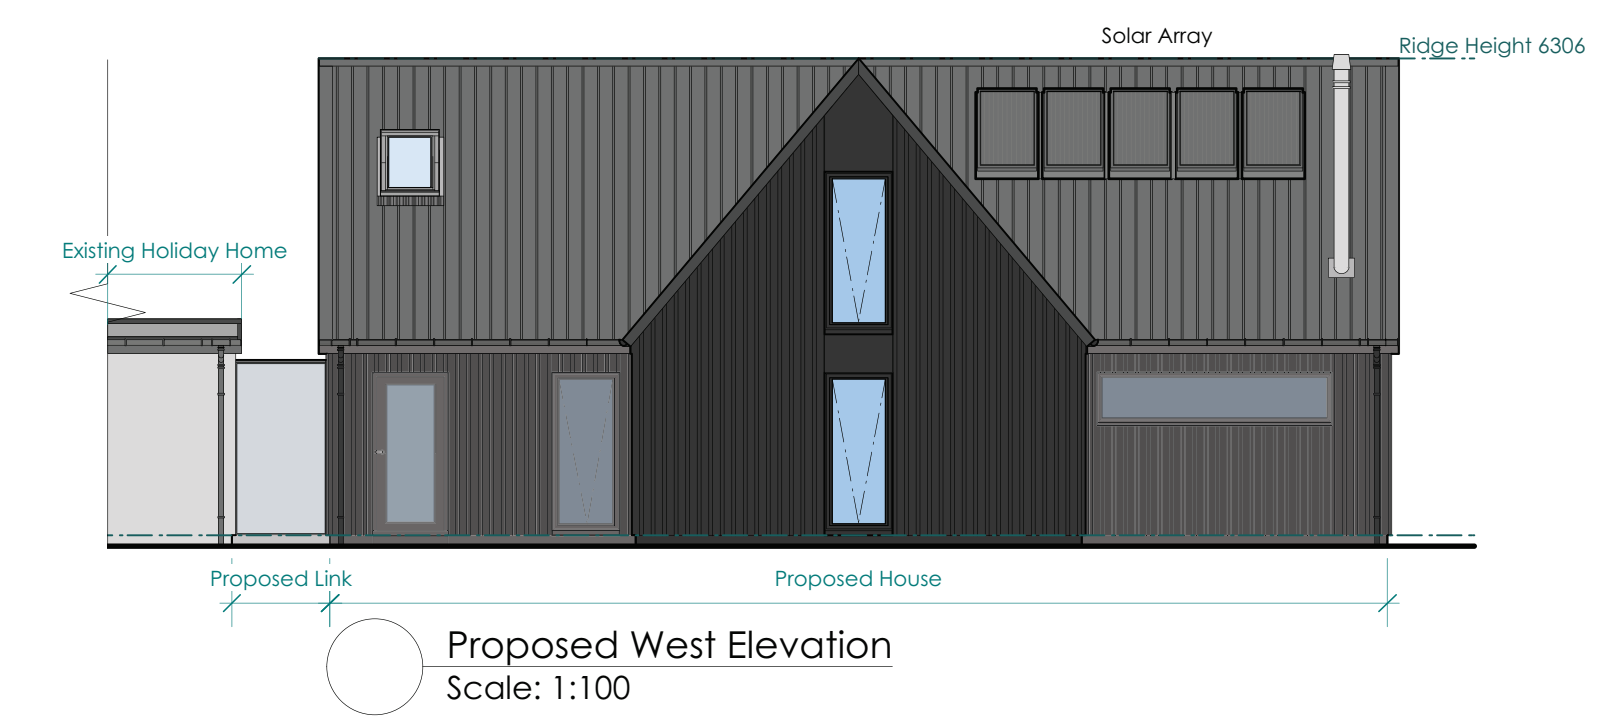 Solar Array
Ridge Height 6306
Existing Holiday Home
Proposed Link
Proposed House
Proposed West Elevation
Scale: 1:100